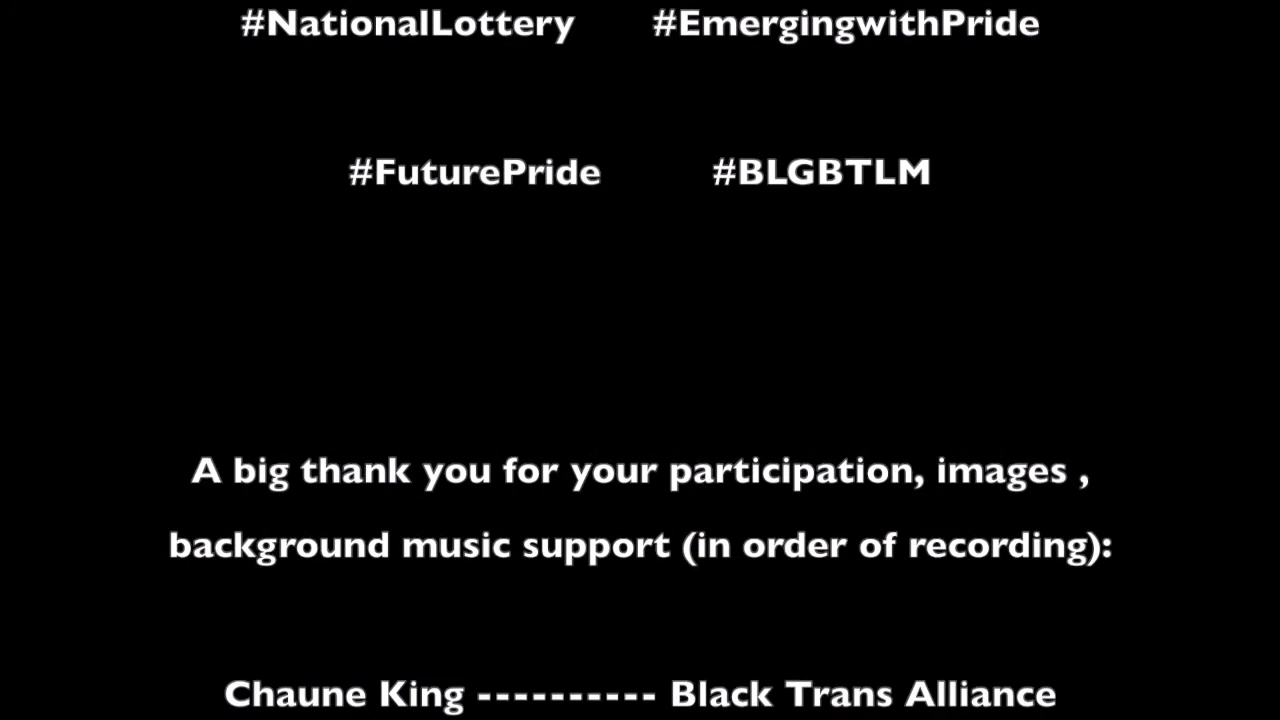 #NationalLottery #EmergingwithPride
#FuturePride #BLGBTLM
A big thank you for your participation, images ,
background music support (in order of recording):
Chaune King ---------- Black Trans Alliance